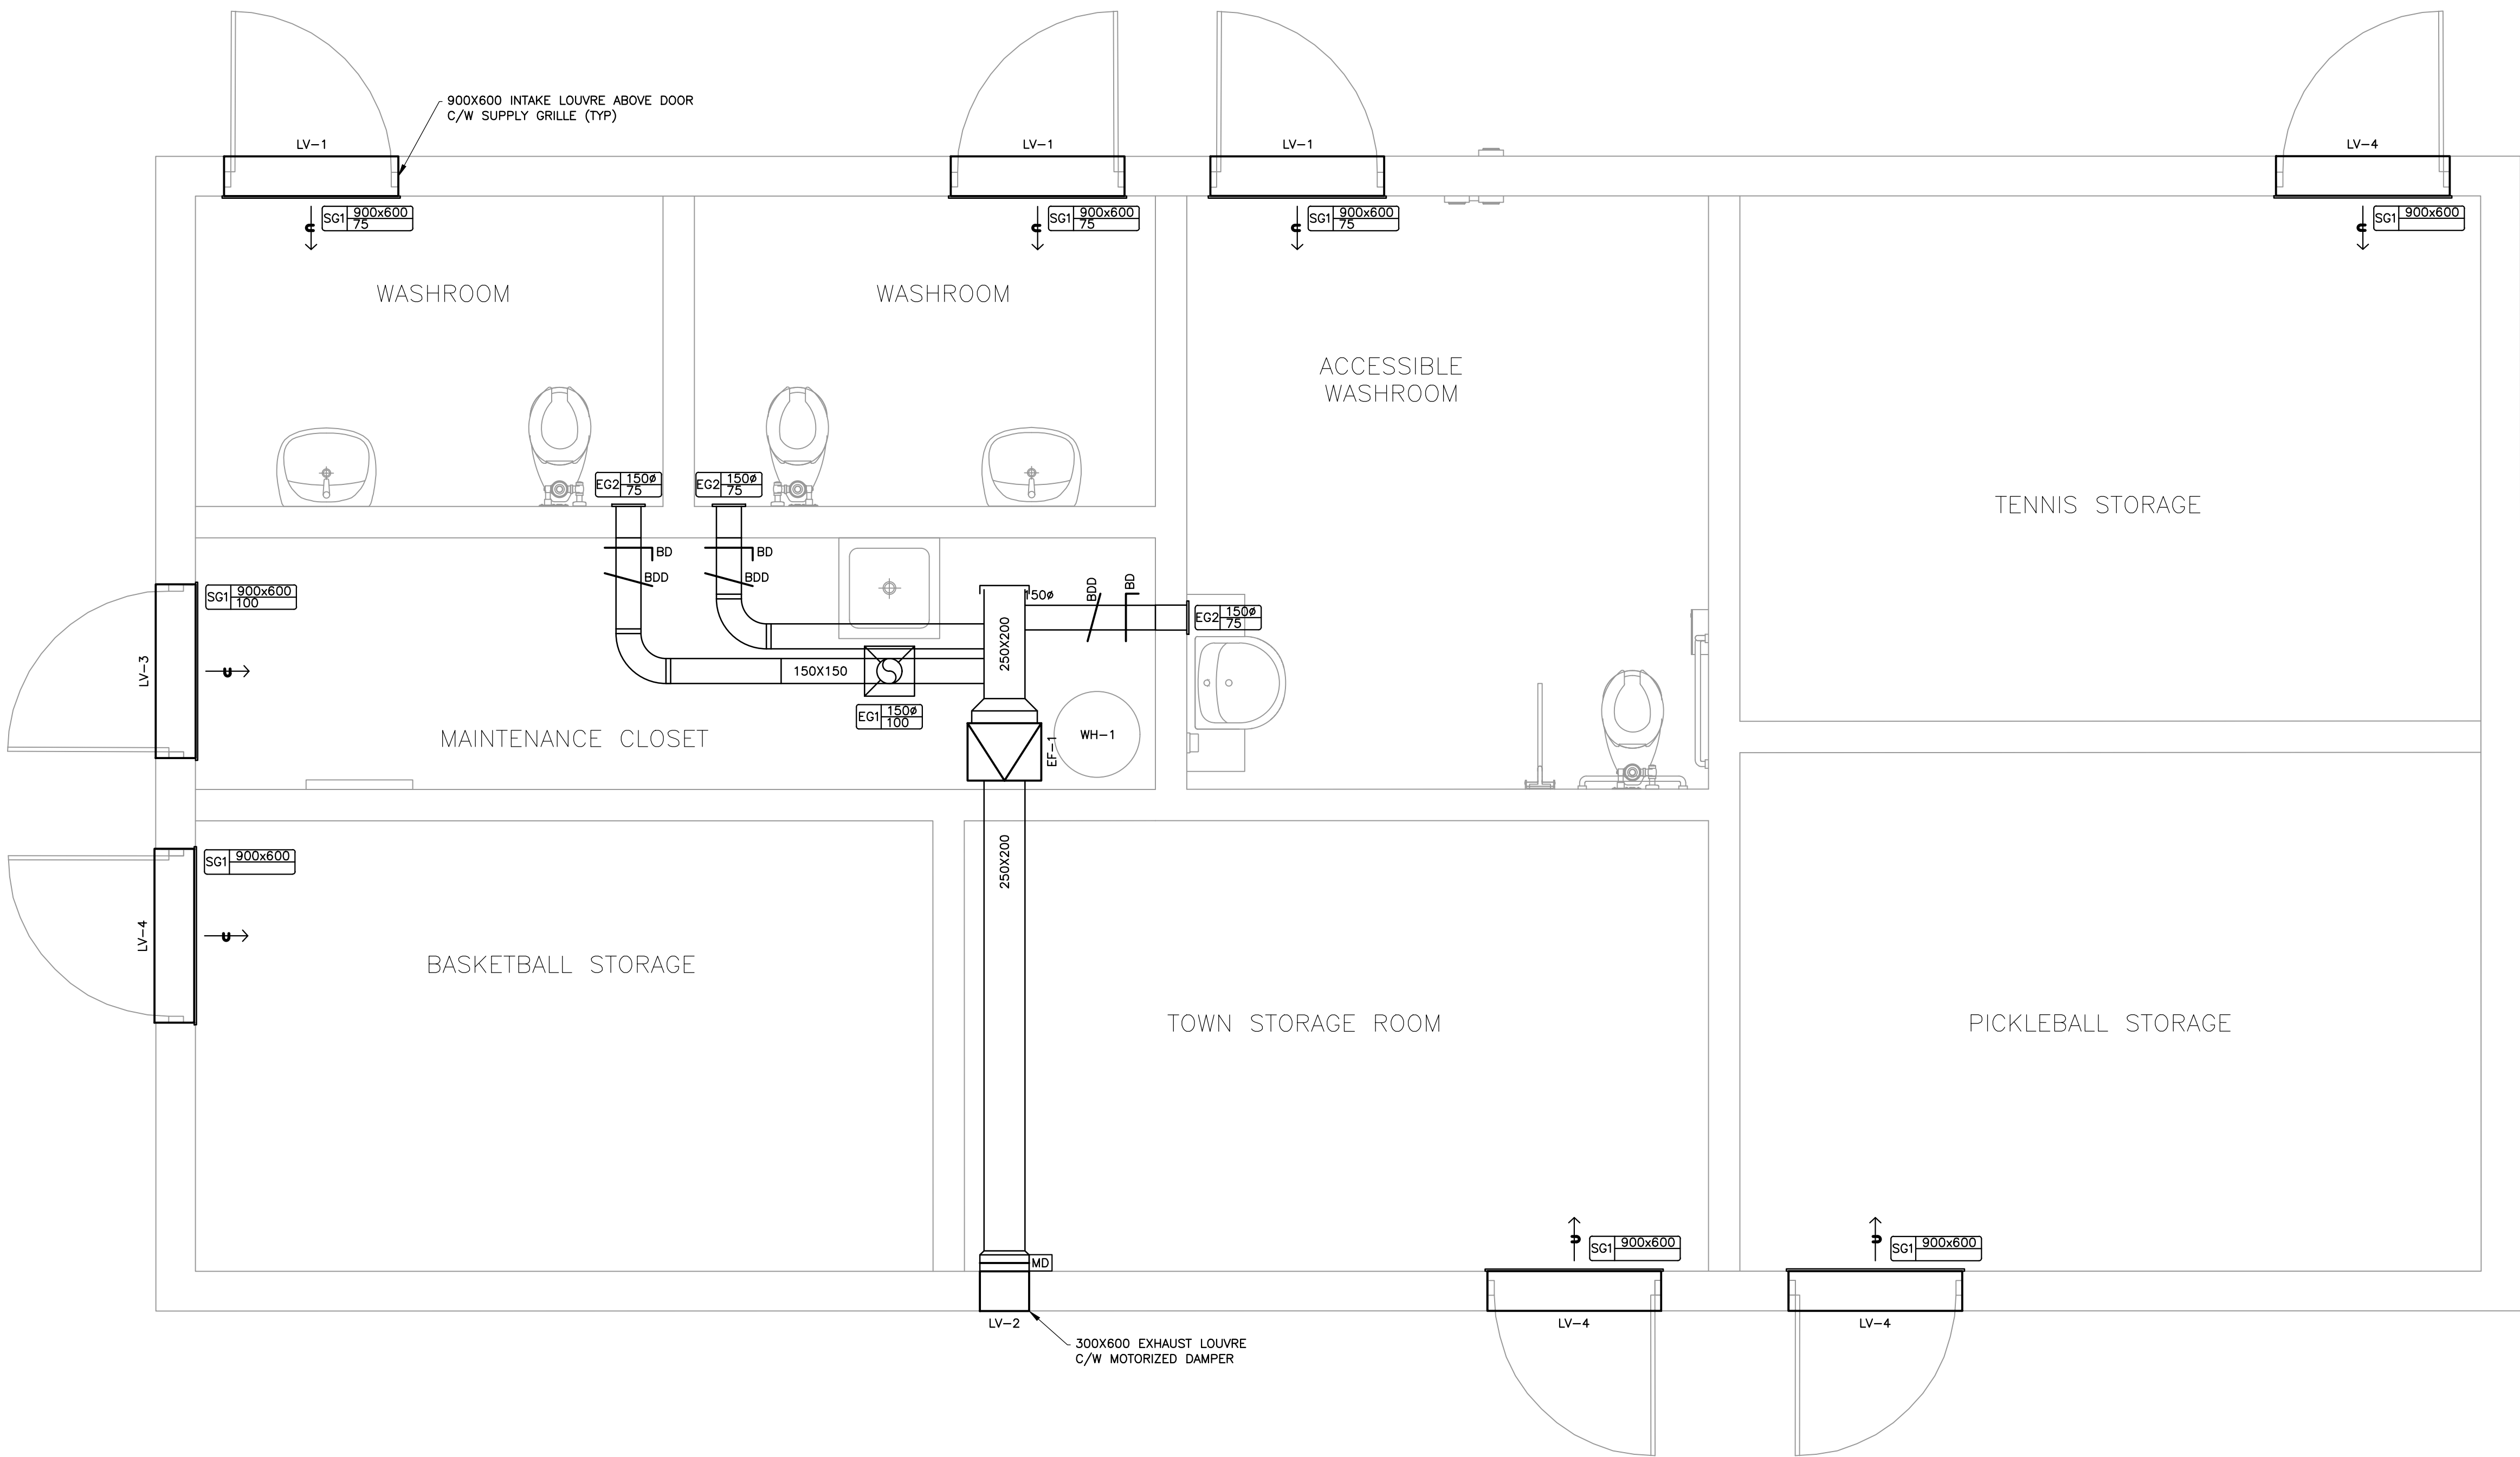 900X600 INTAKE LOUVRE ABOVE DOOR
C/W SUPPLY GRILLE (TYP)
LV-1
LV-1
LV-1
LV-4
SG1 900x600
75
SG1 900x600
75
SG1 900x600
75
SG1 900x600
WASHROOM
WASHROOM
ACCESSIBLE
WASHROOM
TENNIS STORAGE
EG2 150ø
75
EG2 150ø
75
BD
BDD
BD
BDD
BDD
BD
150ø
EG2 150ø
75
SG1 900x600
100
LV-3
250X200
150X150
EG1 150ø
100
MAINTENANCE CLOSET
EF-1
WH-1
SG1 900x600
LV-4
250X200
BASKETBALL STORAGE
TOWN STORAGE ROOM
PICKLEBALL STORAGE
SG1 900x600
SG1 900x600
MD
LV-2
LV-4
LV-4
300X600 EXHAUST LOUVRE
C/W MOTORIZED DAMPER